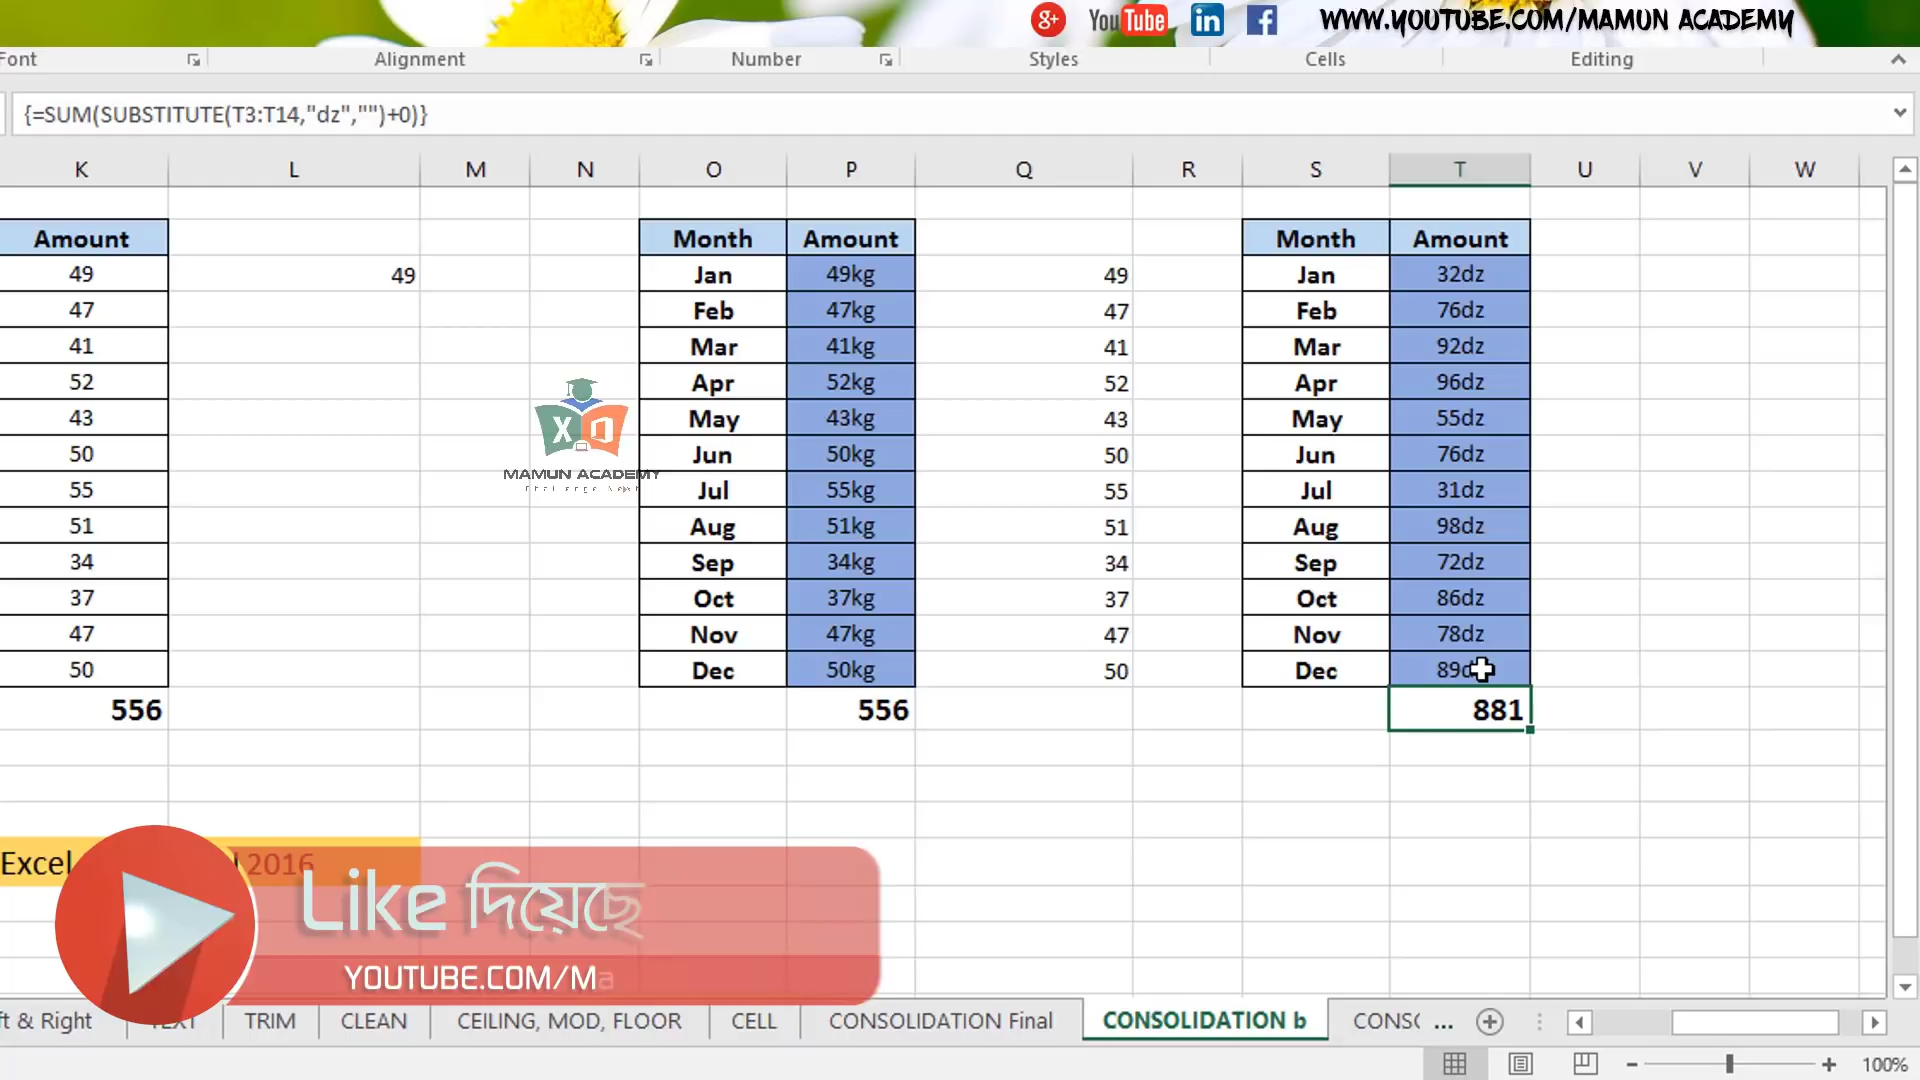 WWW.YOUTUBE.COM/MAMUN ACADEMY
g+ YouTube in f
Font Alignment Number Styles Cells Editing
{=SUM(SUBSTITUTE(T3:T14,"dz","")+0)}
K L M N O P Q R S T U V W
Amount Month Amount Month Amount
49 49 Jan 49kg 49 Jan 32dz
47 Feb 47kg 47 Feb 76dz
41 Mar 41kg 41 Mar 92dz
52 Apr 52kg 52 Apr 96dz
43 May 43kg 43 May 55dz
50 Jun 50kg 50 Jun 76dz
55 Jul 55kg 55 Jul 31dz
51 Aug 51kg 51 Aug 98dz
34 Sep 34kg 34 Sep 72dz
37 Oct 37kg 37 Oct 86dz
47 Nov 47kg 47 Nov 78dz
50 Dec 50kg 50 Dec 89d
556 556 881
MAMUN ACADEMY
Excel 2016
Like দিয়েছে
YOUTUBE.COM/Ma
ft & Right TEXT TRIM CLEAN CEILING, MOD, FLOOR CELL CONSOLIDATION Final CONSOLIDATION b CONSC ...
100%